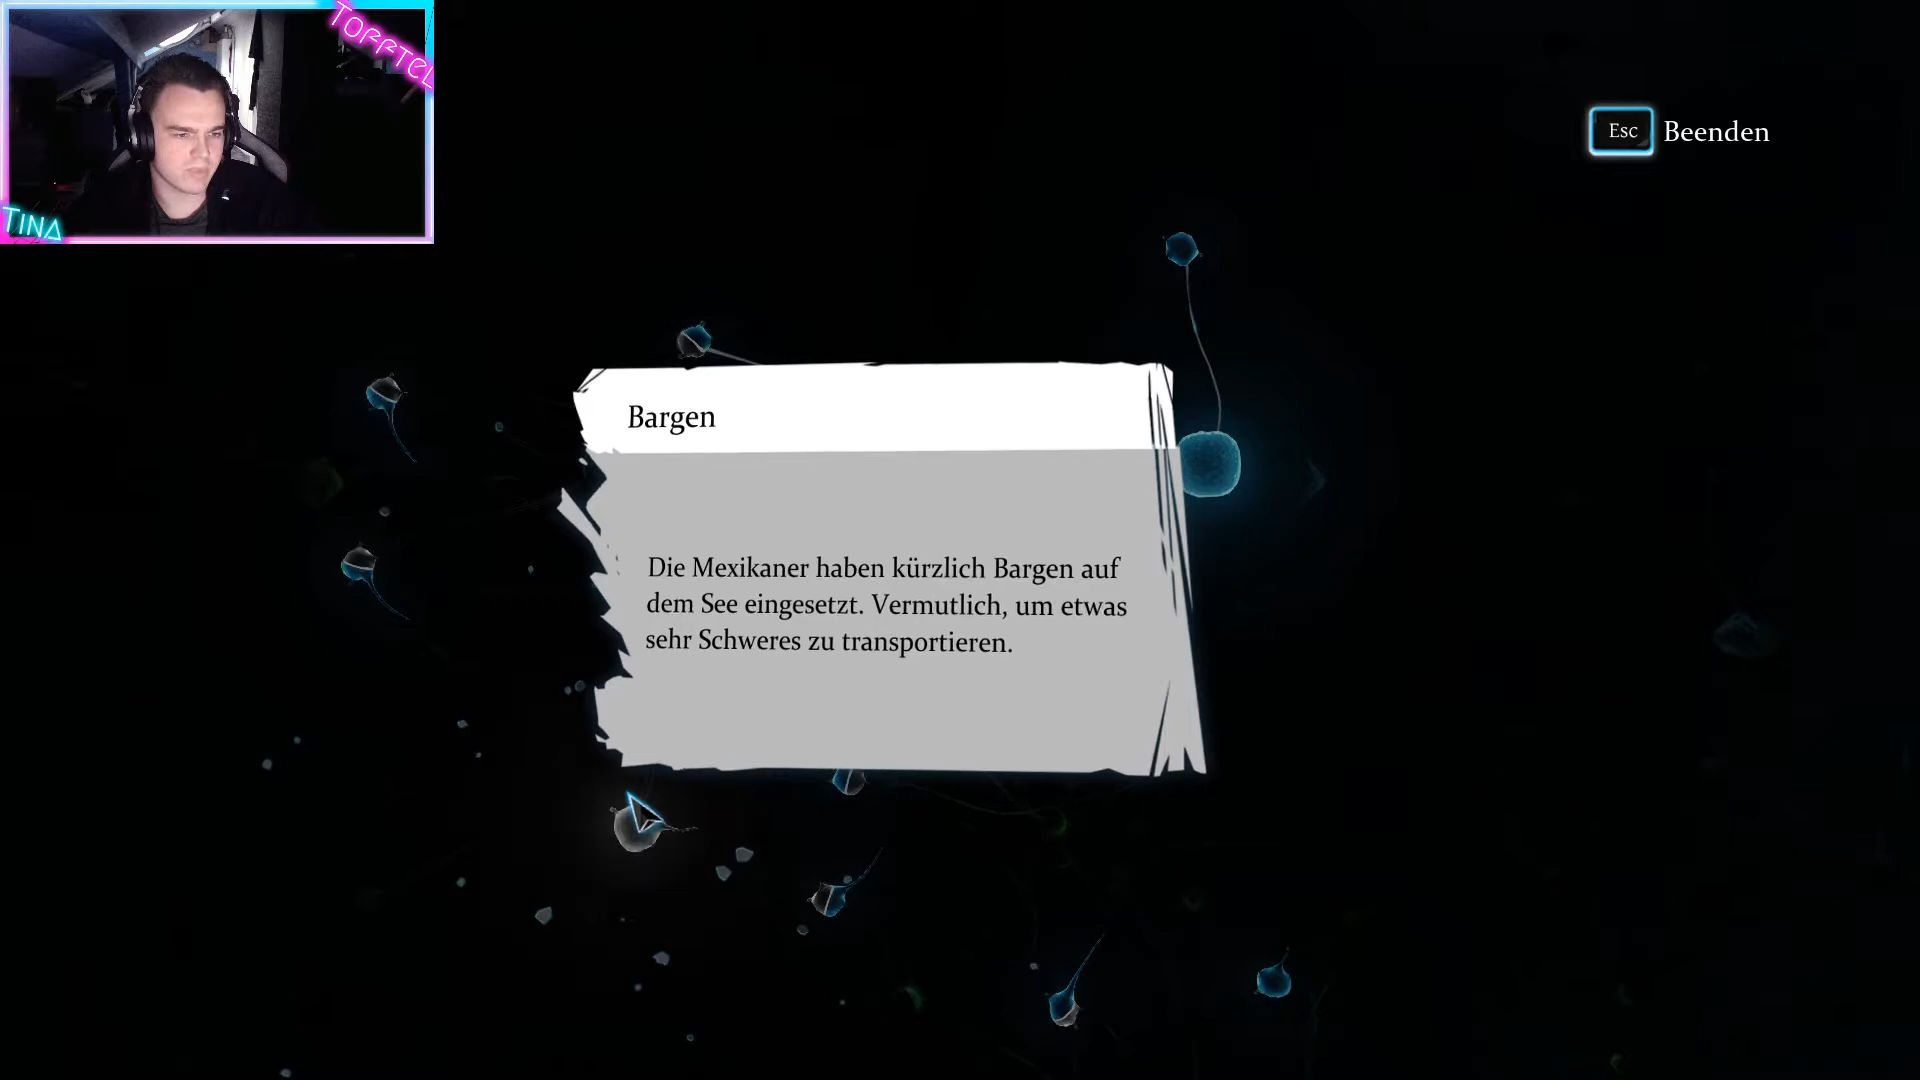 TOFFTEL
TINA
Esc Beenden
Bargen
Die Mexikaner haben kürzlich Bargen auf
dem See eingesetzt. Vermutlich, um etwas
sehr Schweres zu transportieren.